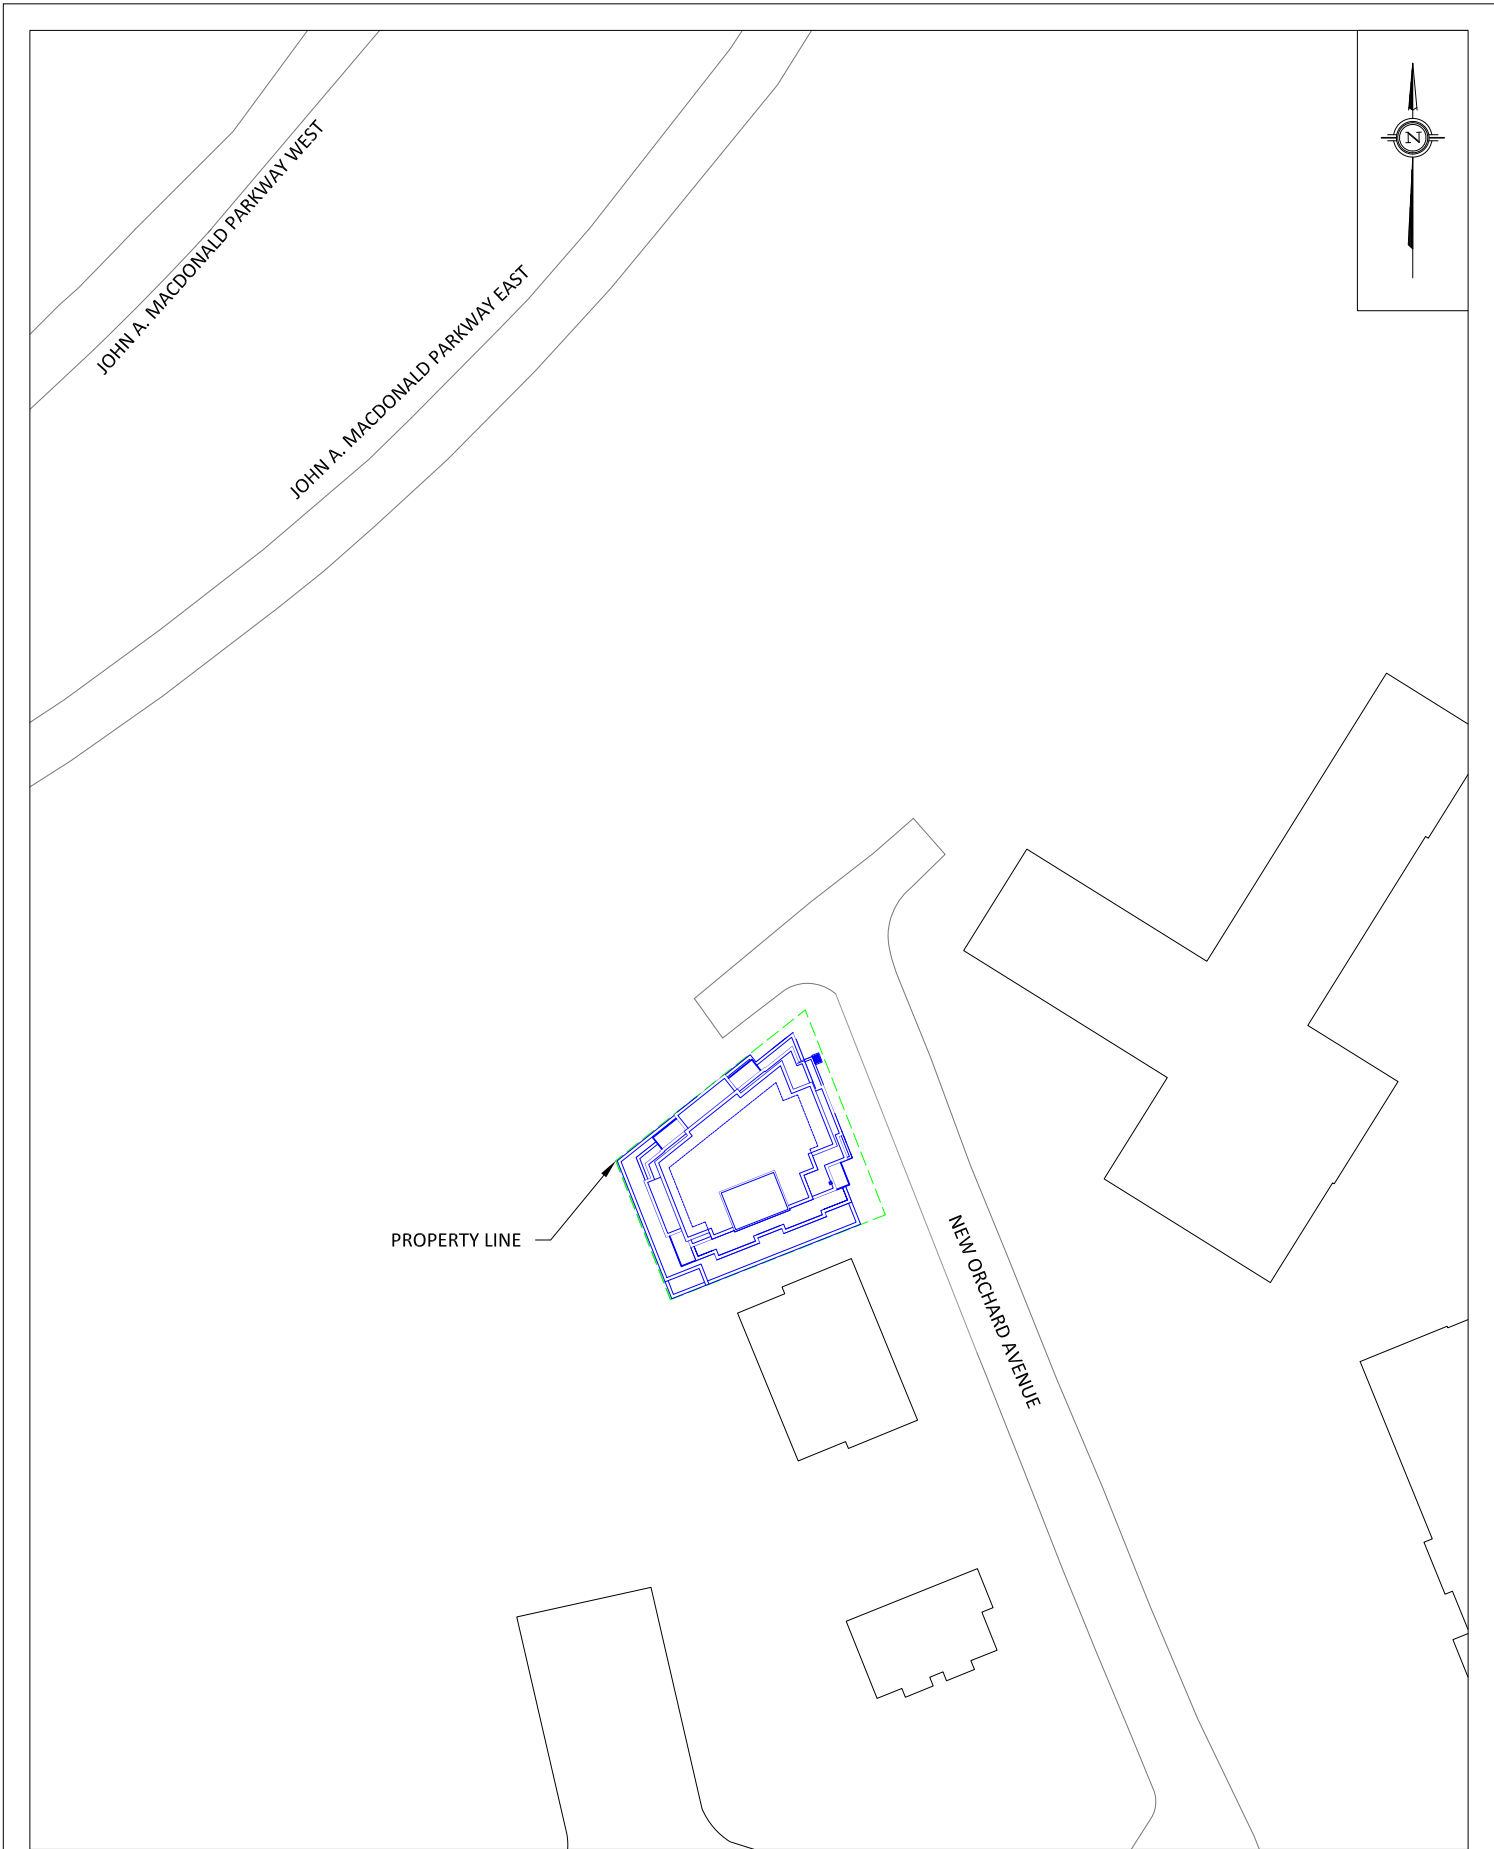 JOHN A. MACDONALD PARKWAY WEST
N
JOHN A. MACDONALD PARKWAY EAST
PROPERTY LINE
NEW ORCHARD AVENUE